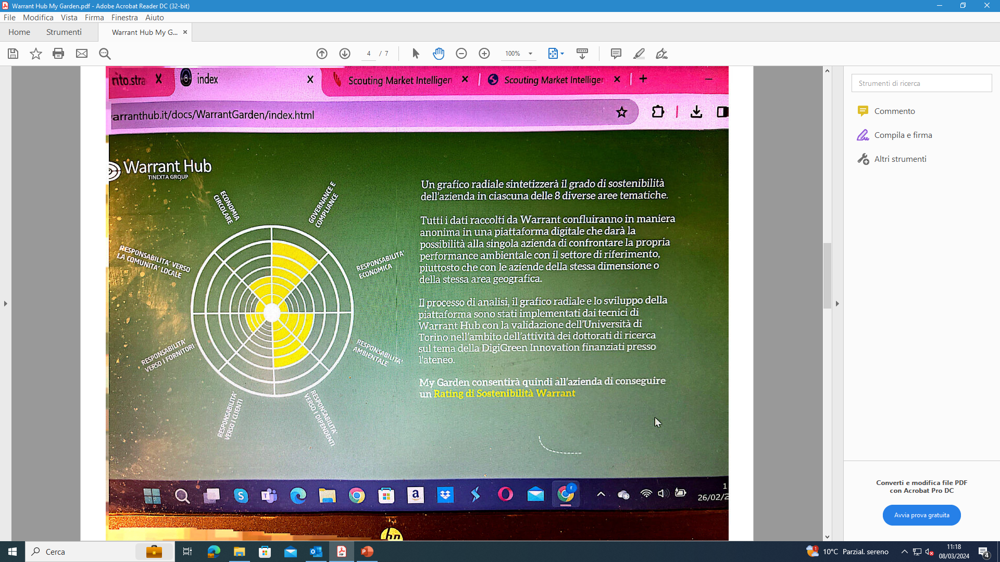 Warrant Hub My Garden.pdf - Adobe Acrobat Reader DC (32-bit)
File Modifica Vista Firma Finestra Aiuto
Home Strumenti Warrant Hub My G...
4 / 7 100%
index
Scouting Market Intelligen
Scouting Market Intelliger
arranthub.it/docs/WarrantGarden/index.html
Warrant Hub
TINEXTA GROUP
ECONOMIA
CIRCOLARE
GOVERNANCE E
COMPLIANCE
RESPONSABILITA' VERSO
LA COMUNITA' LOCALE
RESPONSABILITA'
ECONOMICA
RESPONSABILITA'
VERSO I FORNITORI
RESPONSABILITA'
AMBIENTALE
RESPONSABILITA'
VERSO I CLIENTI
RESPONSABILITA'
VERSO I DIPENDENTI
Un grafico radiale sintetizzerà il grado di sostenibilità
dell'azienda in ciascuna delle 8 diverse aree tematiche.
Tutti i dati raccolti da Warrant confluiranno in maniera
anonima in una piattaforma digitale che darà la
possibilità alla singola azienda di confrontare la propria
performance ambientale con il settore di riferimento,
piuttosto che con le aziende della stessa dimensione o
della stessa area geografica.
Il processo di analisi, il grafico radiale e lo sviluppo della
piattaforma sono stati implementati dai tecnici di
Warrant Hub con la validazione dell'Università di
Torino nell'ambito dell'attività dei dottorati di ricerca
sul tema della DigiGreen Innovation finanziati presso
l'ateneo.
My Garden consentirà quindi all'azienda di conseguire
un Rating di Sostenibilità Warrant
26/02/2
hp
Strumenti di ricerca
Commento
Compila e firma
Altri strumenti
Converti e modifica file PDF
con Acrobat Pro DC
Avvia prova gratuita
Cerca
10°C Parzial. sereno
11:18
08/03/2024
4